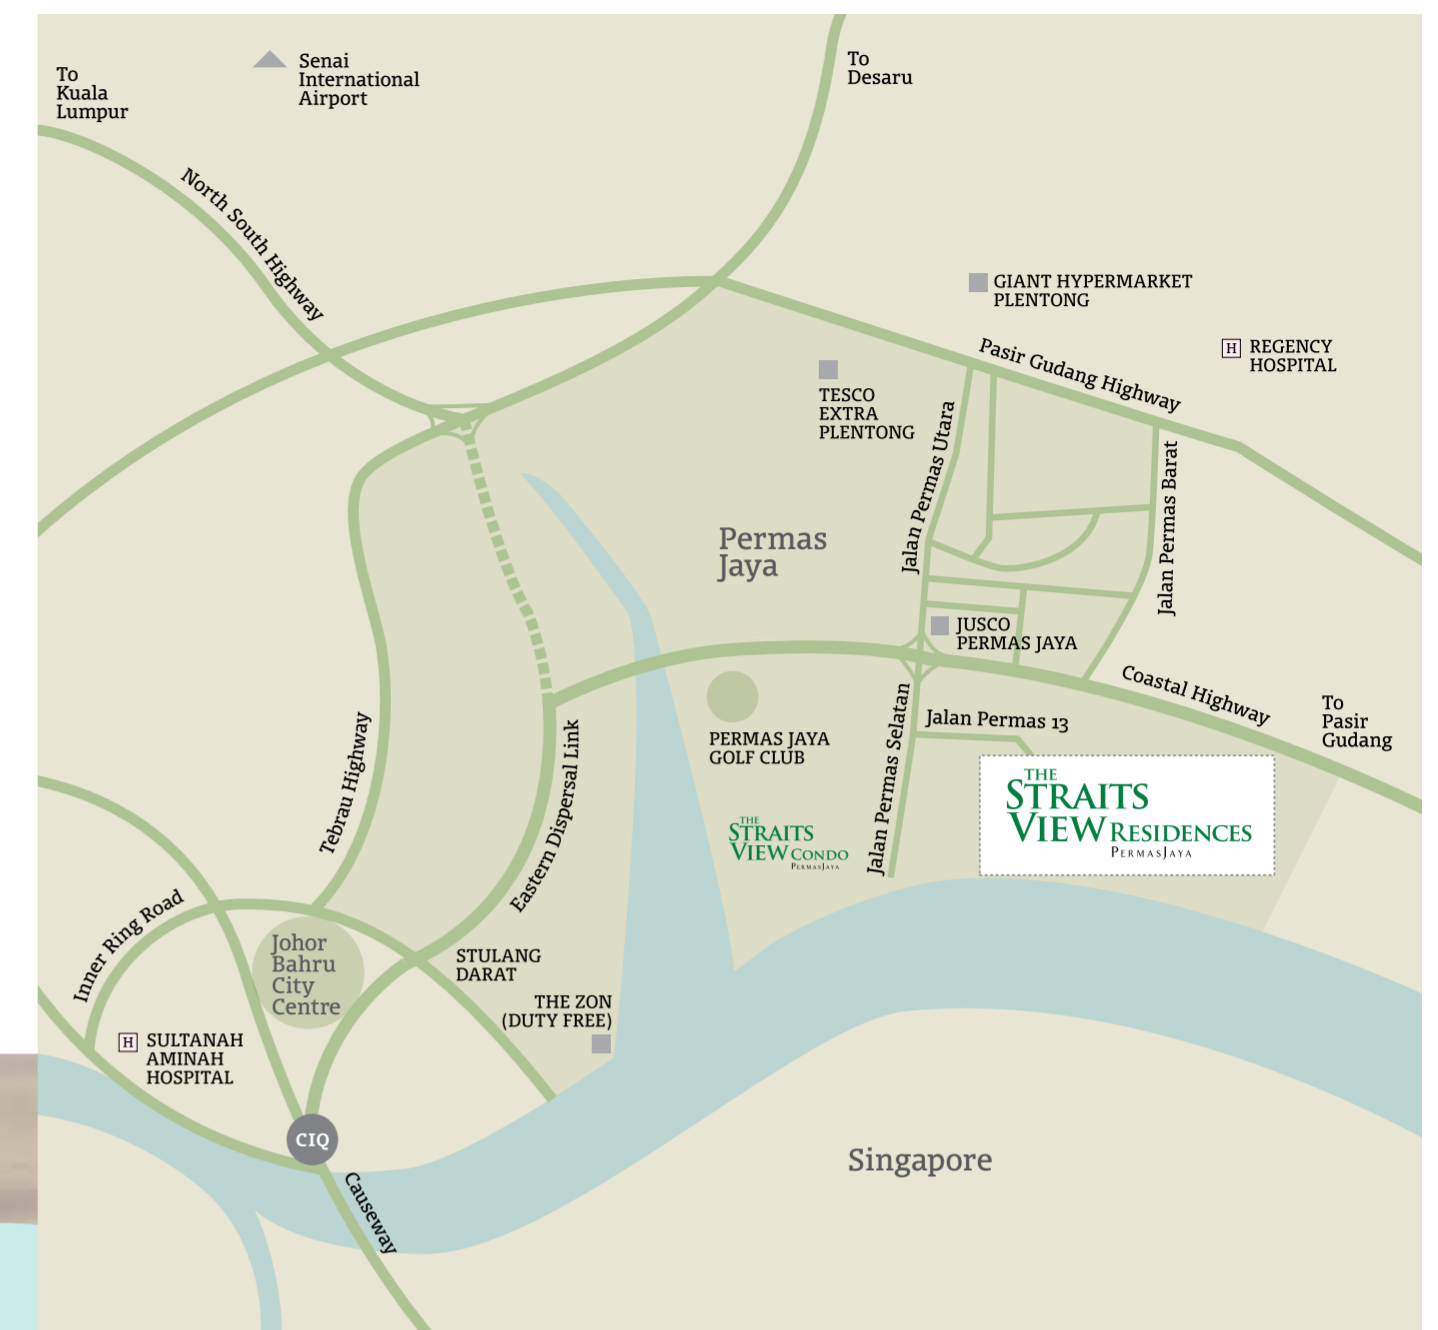 To
Kuala
Lumpur
Senai
International
Airport
To
Desaru
North South Highway
GIANT HYPERMARKET
PLENTONG
Pasir Gudang Highway
H
REGENCY
HOSPITAL
TESCO
EXTRA
PLENTONG
Jalan Permas Utara
Jalan Permas Barat
Permas
Jaya
JUSCO
PERMAS JAYA
Coastal Highway
To
Pasir
Gudang
Jalan Permas Selatan
Jalan Permas 13
PERMAS JAYA
GOLF CLUB
Tebrau Highway
Eastern Dispersal Link
THE
STRAITS
VIEW RESIDENCES
PERMASJAYA
THE
STRAITS
VIEW CONDO
PERMASJAYA
Inner Ring Road
Johor
Bahru
City
Centre
STULANG
DARAT
THE ZON
(DUTY FREE)
H
SULTANAH
AMINAH
HOSPITAL
CIQ
Causeway
Singapore